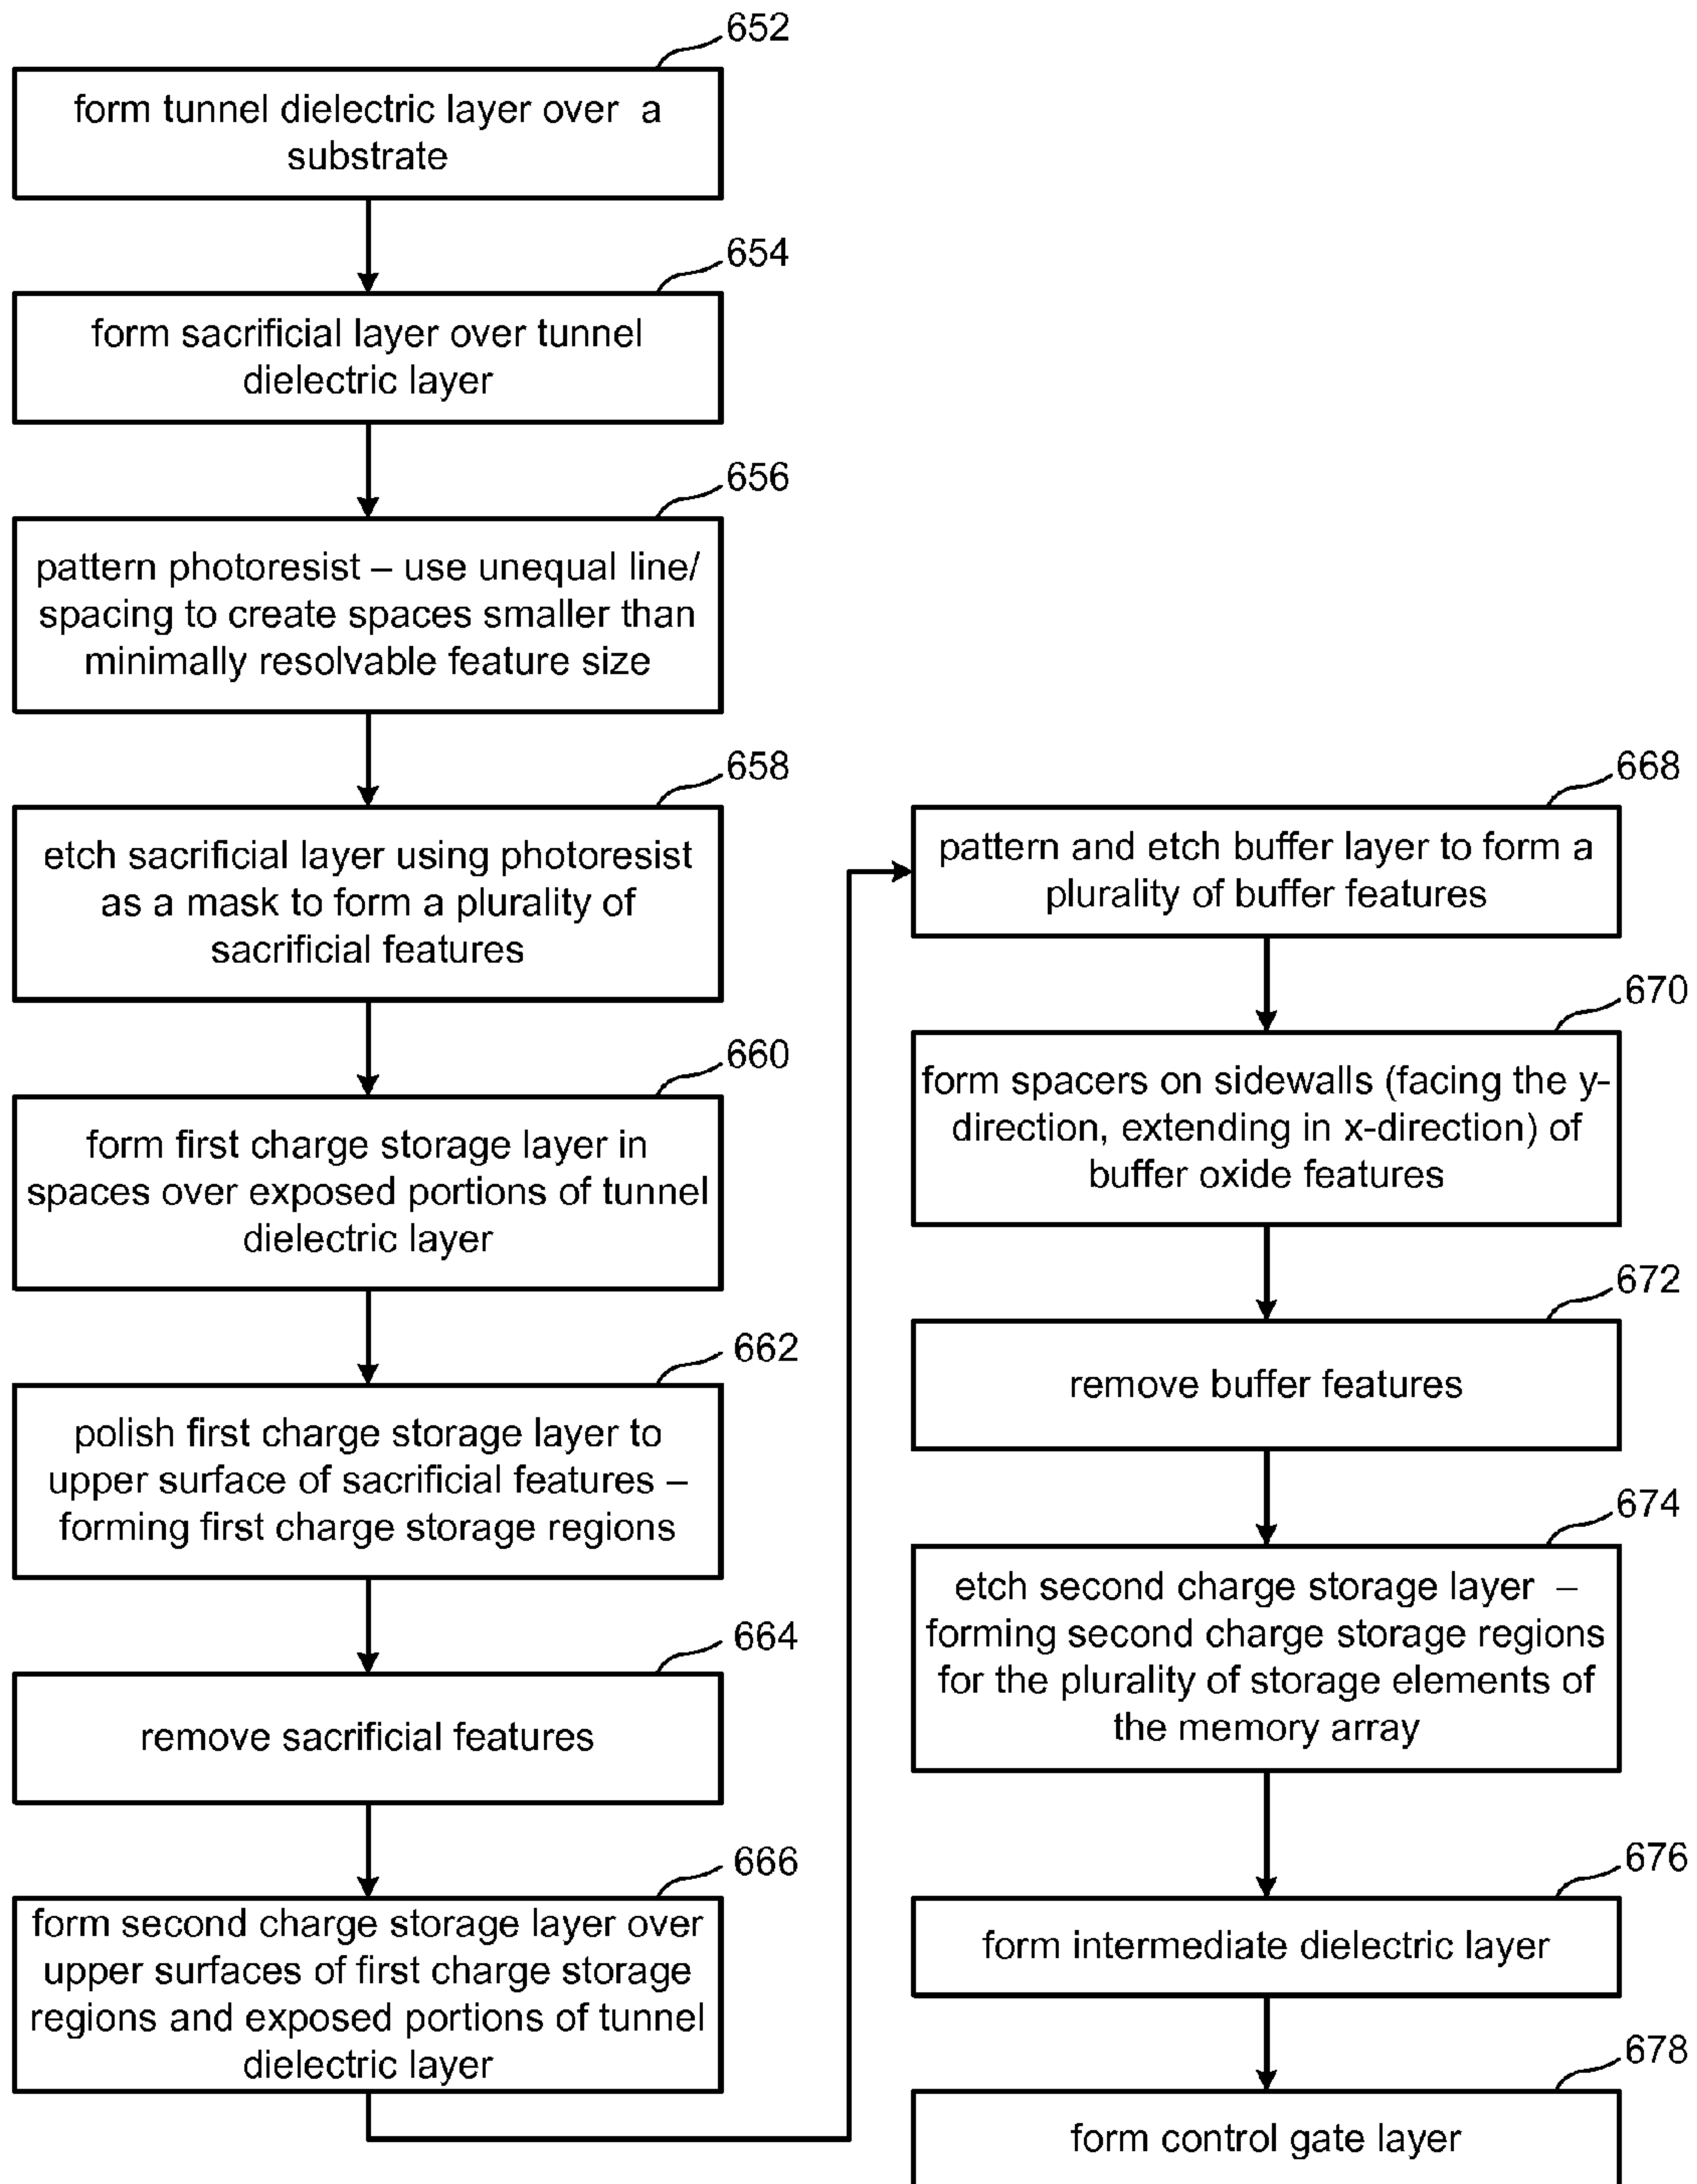 652
form tunnel dielectric layer over a
substrate
654
form sacrificial layer over tunnel
dielectric layer
656
pattern photoresist – use unequal line/
spacing to create spaces smaller than
minimally resolvable feature size
658
etch sacrificial layer using photoresist
as a mask to form a plurality of
sacrificial features
660
form first charge storage layer in
spaces over exposed portions of tunnel
dielectric layer
662
polish first charge storage layer to
upper surface of sacrificial features –
forming first charge storage regions
664
remove sacrificial features
666
form second charge storage layer over
upper surfaces of first charge storage
regions and exposed portions of tunnel
dielectric layer
668
pattern and etch buffer layer to form a
plurality of buffer features
670
form spacers on sidewalls (facing the y-
direction, extending in x-direction) of
buffer oxide features
672
remove buffer features
674
etch second charge storage layer –
forming second charge storage regions
for the plurality of storage elements of
the memory array
676
form intermediate dielectric layer
678
form control gate layer